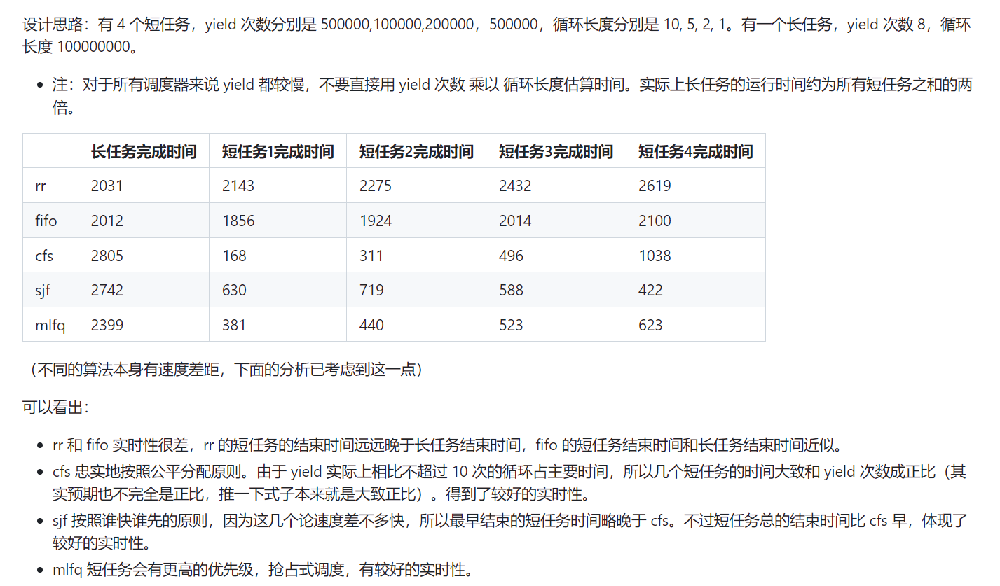 设计思路：有 4 个短任务，yield 次数分别是 500000,100000,200000，500000，循环长度分别是 10, 5, 2, 1。有一个长任务，yield 次数 8，循环
长度 100000000。
• 注：对于所有调度器来说 yield 都较慢，不要直接用 yield 次数 乘以 循环长度估算时间。实际上长任务的运行时间约为所有短任务之和的两
倍。
长任务完成时间 短任务1完成时间 短任务2完成时间 短任务3完成时间 短任务4完成时间
rr 2031 2143 2275 2432 2619
fifo 2012 1856 1924 2014 2100
cfs 2805 168 311 496 1038
sjf 2742 630 719 588 422
mlfq 2399 381 440 523 623
（不同的算法本身有速度差距，下面的分析已考虑到这一点）
可以看出：
• rr 和 fifo 实时性很差，rr 的短任务的结束时间远远晚于长任务结束时间，fifo 的短任务结束时间和长任务结束时间近似。
• cfs 忠实地按照公平分配原则。由于 yield 实际上相比不超过 10 次的循环占主要时间，所以几个短任务的时间大致和 yield 次数成正比（其
实预期也不完全是正比，推一下式子本来就是大致正比）。得到了较好的实时性。
• sjf 按照谁快谁先的原则，因为这几个论速度差不多快，所以最早结束的短任务时间略晚于 cfs。不过短任务总的结束时间比 cfs 早，体现了
较好的实时性。
• mlfq 短任务会有更高的优先级，抢占式调度，有较好的实时性。